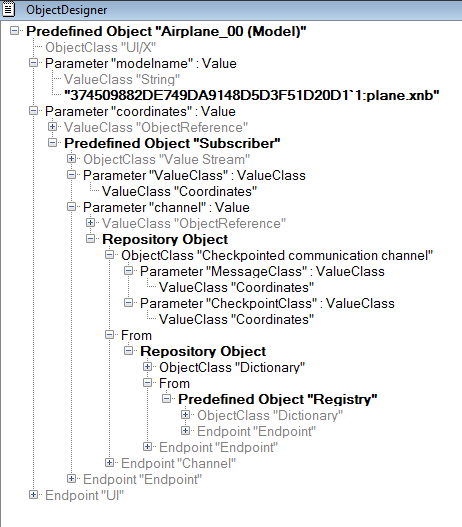 ObjectDesigner
Predefined Object "Airplane_00 (Model)"
ObjectClass "UI/X"
Parameter "modelname" : Value
ValueClass "String"
"374509882DE749DA9148D5D3F51D20D1`1:plane.xnb"
Parameter "coordinates" : Value
ValueClass "ObjectReference"
Predefined Object "Subscriber"
ObjectClass "Value Stream"
Parameter "ValueClass" : ValueClass
ValueClass "Coordinates"
Parameter "channel" : Value
ValueClass "ObjectReference"
Repository Object
ObjectClass "Checkpointed communication channel"
Parameter "MessageClass" : ValueClass
ValueClass "Coordinates"
Parameter "CheckpointClass" : ValueClass
ValueClass "Coordinates"
From
Repository Object
ObjectClass "Dictionary"
From
Predefined Object "Registry"
ObjectClass "Dictionary"
Endpoint "Endpoint"
Endpoint "Endpoint"
Endpoint "Channel"
Endpoint "Endpoint"
Endpoint "UI"